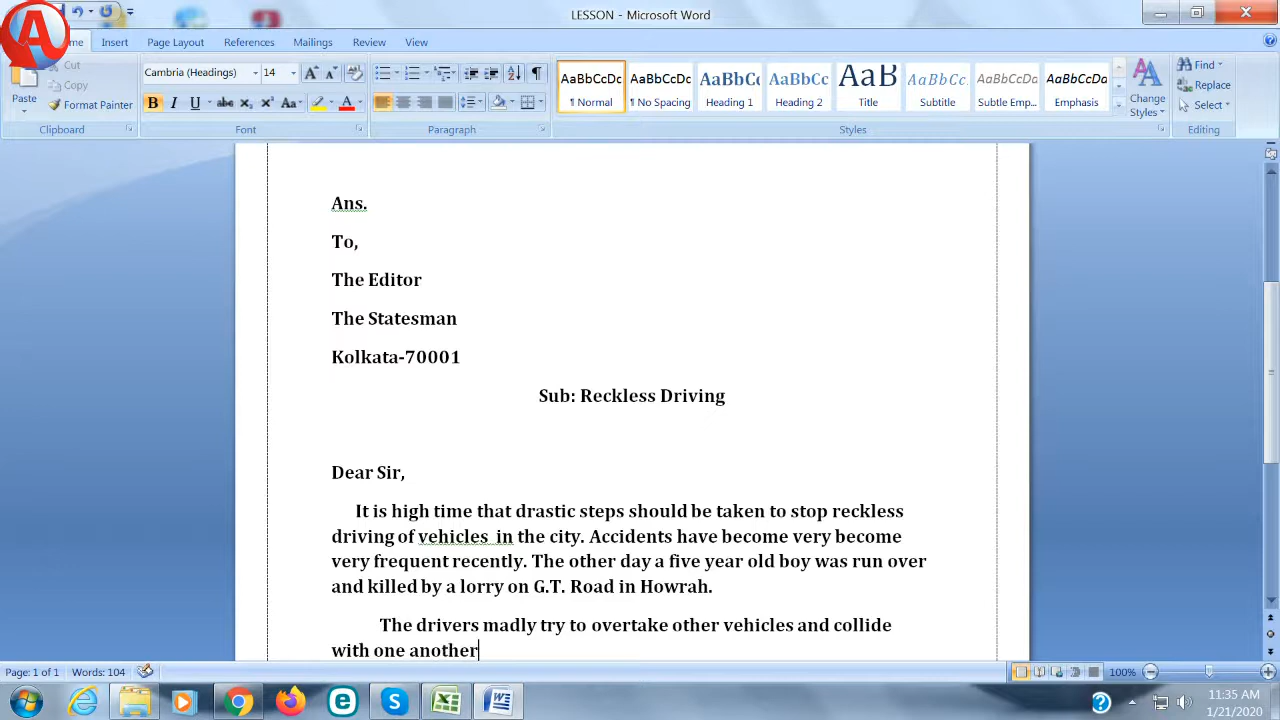 LESSON - Microsoft Word
Insert Page Layout References Mailings Review View
Cut
Copy
Format Painter
Paste
Clipboard
Cambria (Headings) 14
Font
Paragraph
AaBbCcDc AaBbCcDc AaBbC AaBbCc AaB AaBbCc. AaBbCcDc AaBbCcDc
¶ Normal ¶ No Spacing Heading 1 Heading 2 Title Subtitle Subtle Emp... Emphasis
Change
Styles
Styles
Find
Replace
Select
Editing
Ans.
To,
The Editor
The Statesman
Kolkata-70001
Sub: Reckless Driving
Dear Sir,
It is high time that drastic steps should be taken to stop reckless
driving of vehicles in the city. Accidents have become very become
very frequent recently. The other day a five year old boy was run over
and killed by a lorry on G.T. Road in Howrah.
The drivers madly try to overtake other vehicles and collide
with one another
Page: 1 of 1 Words: 104 100%
11:35 AM
1/21/2020